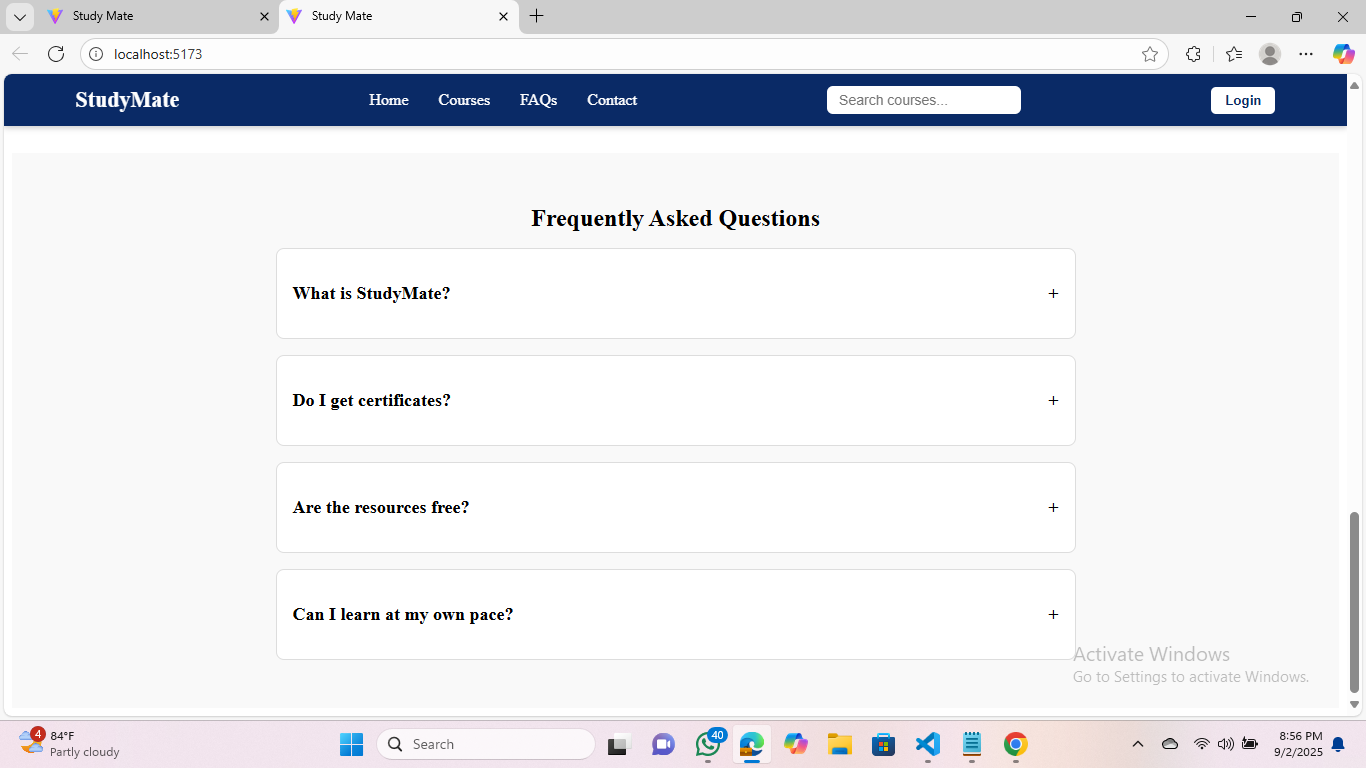 Study Mate
Study Mate
localhost:5173
StudyMate
Home
Courses
FAQs
Contact
Search courses...
Login
Frequently Asked Questions
What is StudyMate?
+
Do I get certificates?
+
Are the resources free?
+
Can I learn at my own pace?
+
Activate Windows
Go to Settings to activate Windows.
4
84°F
Partly cloudy
Search
40
8:56 PM
9/2/2025